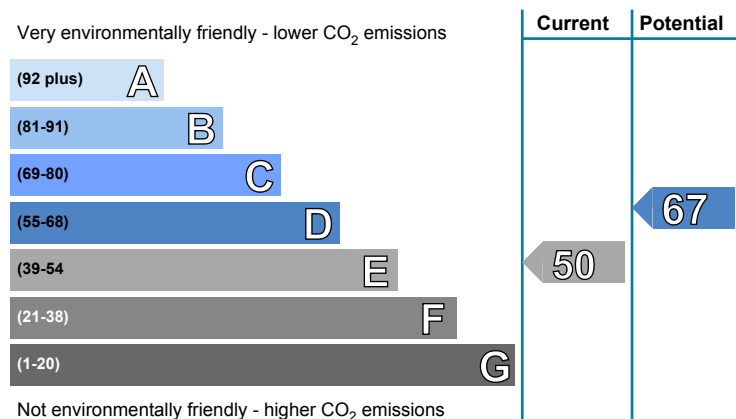 Very environmentally friendly - lower CO2 emissions
Current
Potential
(92 plus) A
(81-91) B
(69-80) C
(55-68) D
67
(39-54 E
50
(21-38) F
(1-20) G
Not environmentally friendly - higher CO2 emissions